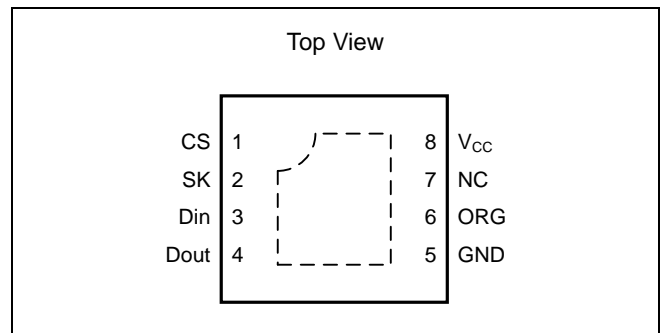 Top View
CS 1 8 VCC
SK 2 7 NC
Din 3 6 ORG
Dout 4 5 GND